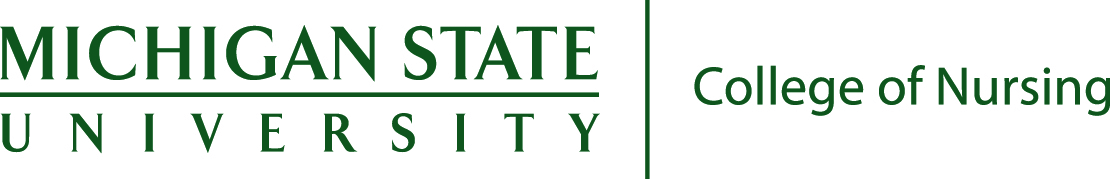 MICHIGAN STATE
UNIVERSITY
College of Nursing